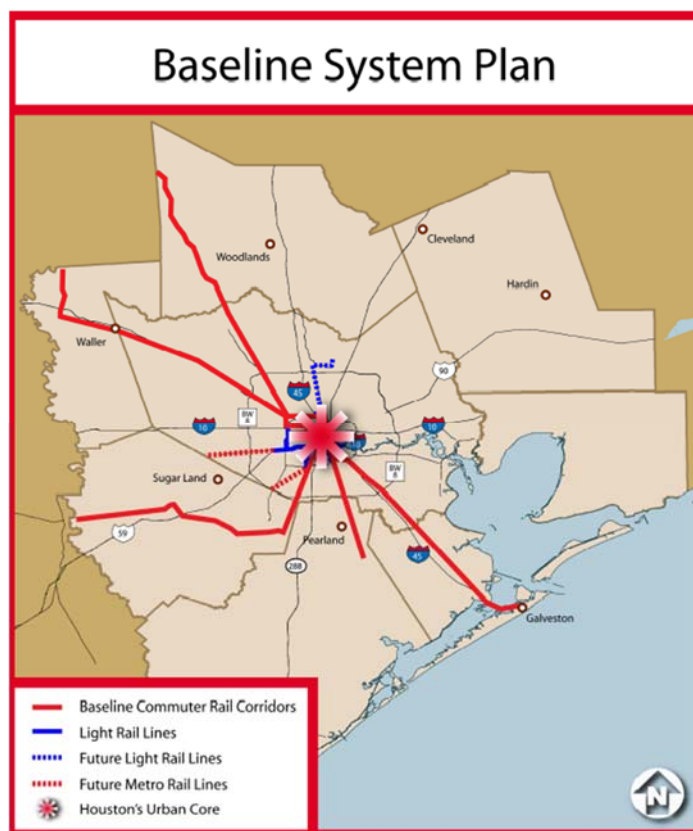 Baseline System Plan
Woodlands
Cleveland
Hardin
Waller
90
45
BW
8
10
10
Sugar Land
BW
8
59
Pearland
288
45
Galveston
Baseline Commuter Rail Corridors
Light Rail Lines
Future Light Rail Lines
Future Metro Rail Lines
Houston's Urban Core
N